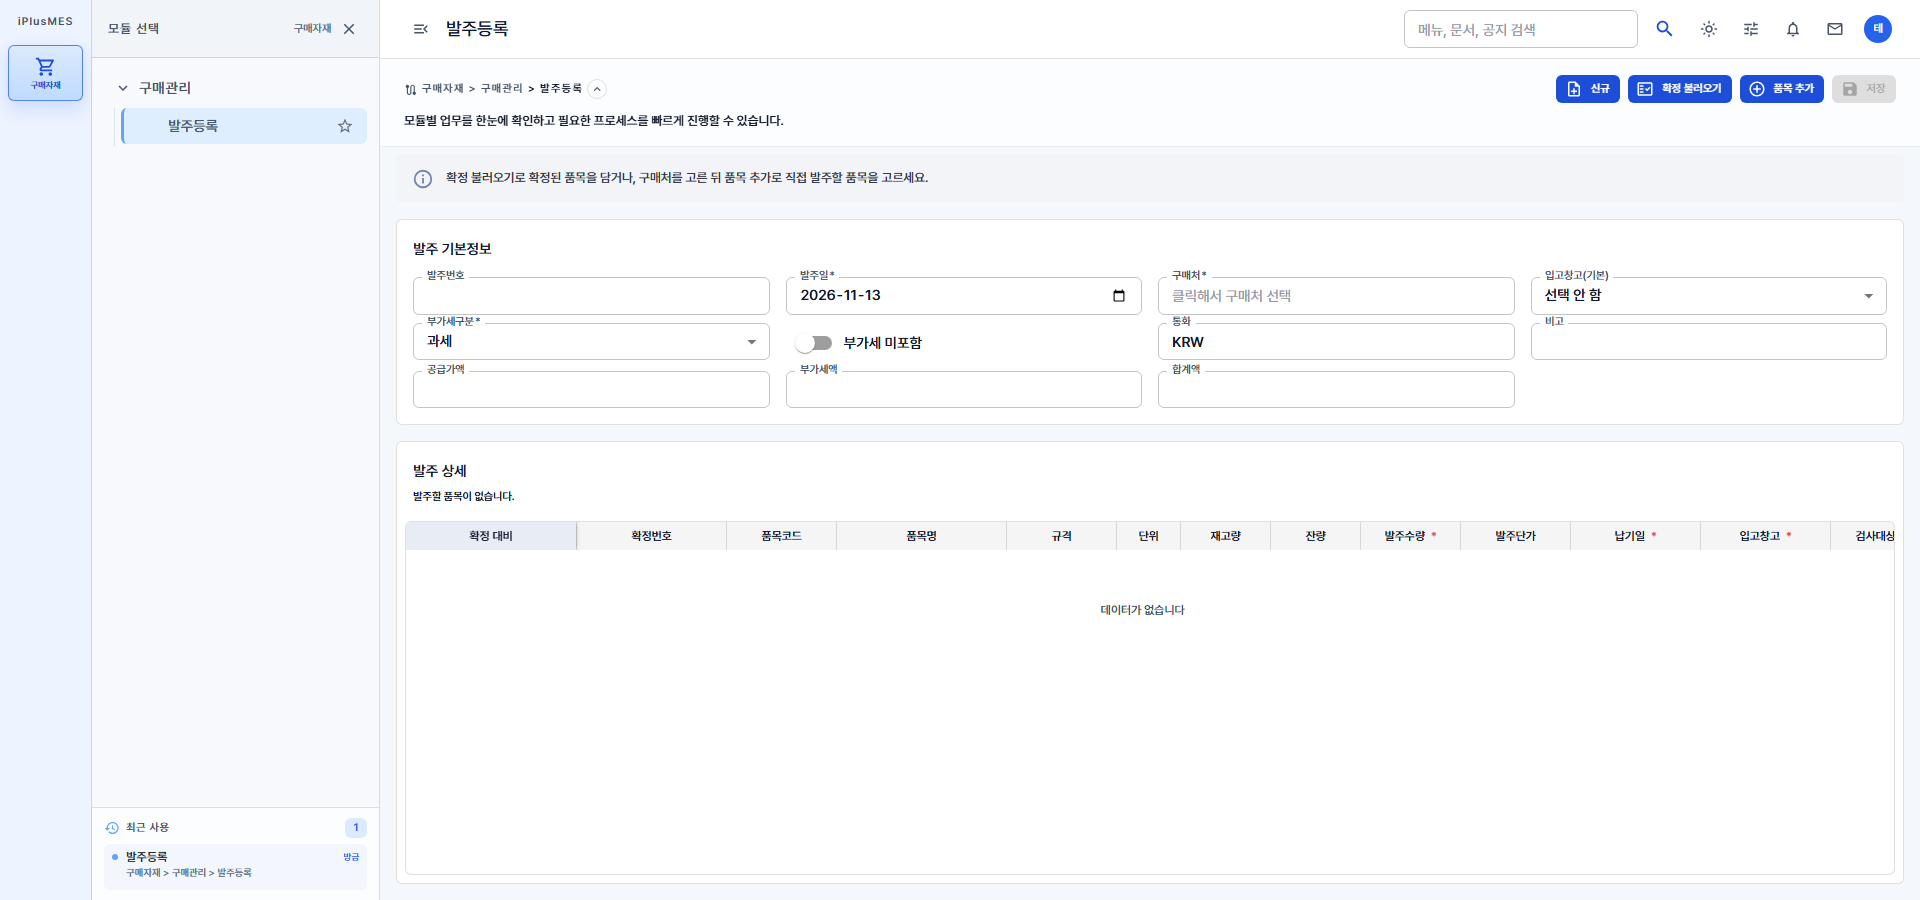 iPlusMES
구매자재
모듈 선택
구매자재
구매관리
발주등록
최근 사용
1
발주등록
방금
구매자재 > 구매관리 > 발주등록
발주등록
메뉴, 문서, 공지 검색
테
구매자재 > 구매관리 > 발주등록
신규
확정 불러오기
품목 추가
저장
모듈별 업무를 한눈에 확인하고 필요한 프로세스를 빠르게 진행할 수 있습니다.
확정 불러오기로 확정된 품목을 담거나, 구매처를 고른 뒤 품목 추가로 직접 발주할 품목을 고르세요.
발주 기본정보
발주번호
발주일*
2026-11-13
구매처*
클릭해서 구매처 선택
입고창고(기본)
선택 안 함
부가세구분*
과세
부가세 미포함
통화
KRW
비고
공급가액
부가세액
합계액
발주 상세
발주할 품목이 없습니다.
확정 대비 확정번호 품목코드 품목명 규격 단위 재고량 잔량 발주수량 * 발주단가 납기일 * 입고창고 * 검사대상
데이터가 없습니다